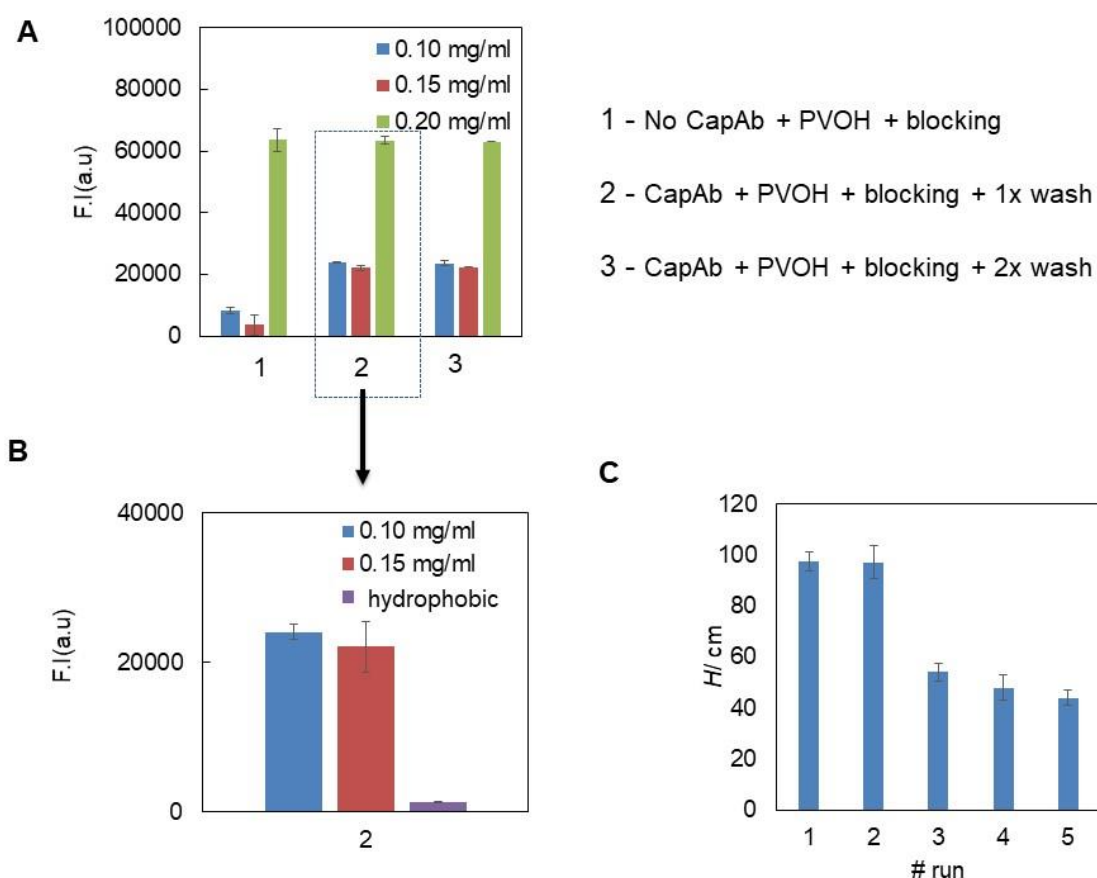 A
100000
80000
60000
40000
20000
0
F.I(a.u)
0.10 mg/ml
0.15 mg/ml
0.20 mg/ml
1 2 3
1 - No CapAb + PVOH + blocking
2 - CapAb + PVOH + blocking + 1x wash
3 - CapAb + PVOH + blocking + 2x wash
B
40000
20000
0
F.I(a.u)
0.10 mg/ml
0.15 mg/ml
hydrophobic
2
C
120
100
80
60
40
20
0
H/ cm
1 2 3 4 5
# run